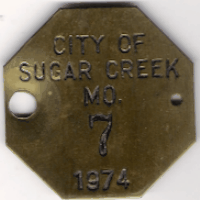 CITY OF
SUGAR CREEK
MO.
7
1974